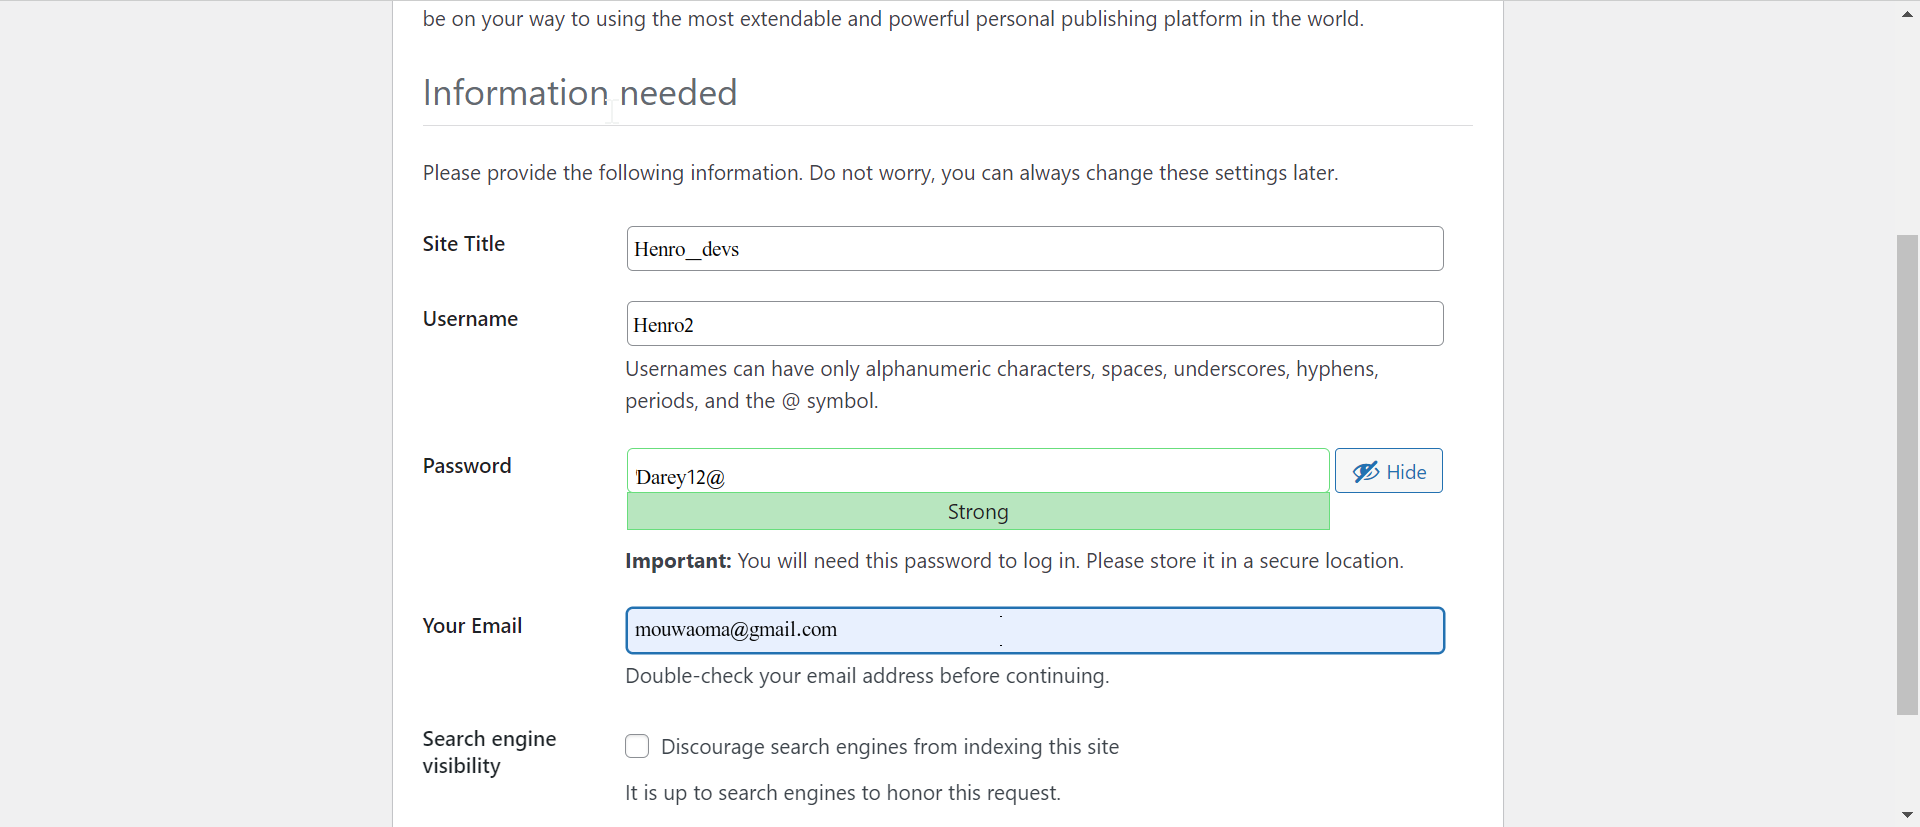 be on your way to using the most extendable and powerful personal publishing platform in the world.
Information needed
Please provide the following information. Do not worry, you can always change these settings later.
Site Title
Henro_devs
Username
Henro2
Usernames can have only alphanumeric characters, spaces, underscores, hyphens,
periods, and the @ symbol.
Password
Darey12@
Hide
Strong
Important: You will need this password to log in. Please store it in a secure location.
Your Email
mouwaoma@gmail.com
Double-check your email address before continuing.
Search engine
visibility
Discourage search engines from indexing this site
It is up to search engines to honor this request.